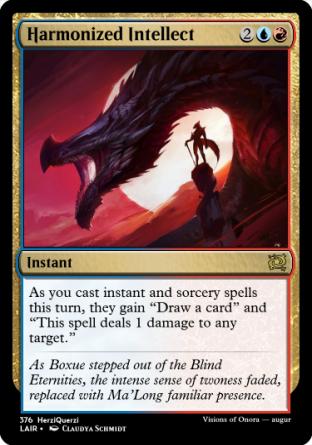 Harmonized Intellect 2
Instant
As you cast instant and sorcery spells
this turn, they gain “Draw a card” and
“This spell deals 1 damage to any
target.”
As Boxue stepped out of the Blind
Eternities, the intense sense of twoness faded,
replaced with Ma’Long familiar presence.
376 HerziQuerzi
Visions of Onora — augur
LAIR • Claudya Schmidt